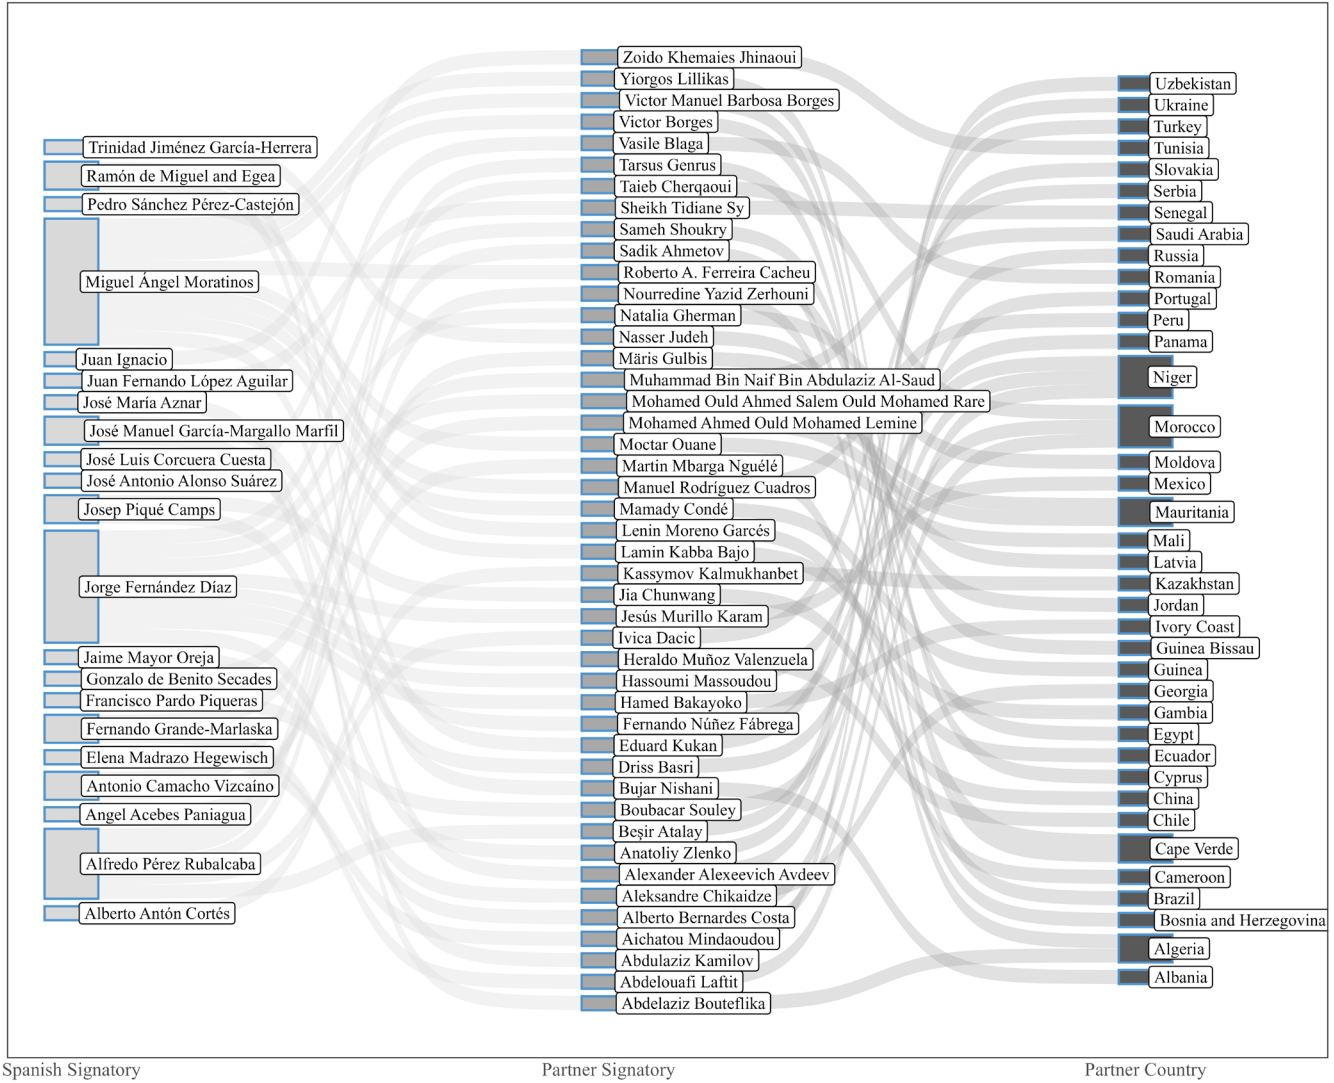 Trinidad Jiménez García-Herrera
Ramón de Miguel and Egea
Pedro Sánchez Pérez-Castejón
Miguel Ángel Moratinos
Juan Ignacio
Juan Fernando López Aguilar
José María Aznar
José Manuel García-Margallo Marfil
José Luis Corcuera Cuesta
José Antonio Alonso Suárez
Josep Piqué Camps
Jorge Fernández Díaz
Jaime Mayor Oreja
Gonzalo de Benito Secades
Francisco Pardo Piqueras
Fernando Grande-Marlaska
Elena Madrazo Hegewisch
Antonio Camacho Vizcaíno
Angel Acebes Paniagua
Alfredo Pérez Rubalcaba
Alberto Antón Cortés
Zoido Khemaies Jhinaoui
Yiorgos Lillikas
Victor Manuel Barbosa Borges
Victor Borges
Vasile Blaga
Tarsus Genrus
Taieb Cherqaoui
Sheikh Tidiane Sy
Sameh Shoukry
Sadik Ahmetov
Roberto A. Ferreira Cacheu
Nourredine Yazid Zerhouni
Natalia Gherman
Nasser Judeh
Märis Gulbis
Muhammad Bin Naif Bin Abdulaziz Al-Saud
Mohamed Ould Ahmed Salem Ould Mohamed Rare
Mohamed Ahmed Ould Mohamed Lemine
Moctar Ouane
Martin Mbarga Nguélé
Manuel Rodríguez Cuadros
Mamady Condé
Lenin Moreno Garcés
Lamin Kabba Bajo
Kassymov Kalmukhanbet
Jia Chunwang
Jesús Murillo Karam
Ivica Dacic
Heraldo Muñoz Valenzuela
Hassoumi Massoudou
Hamed Bakayoko
Fernando Núñez Fábrega
Eduard Kukan
Driss Basri
Bujar Nishani
Boubacar Souley
Beşir Atalay
Anatoliy Zlenko
Alexander Alexeevich Avdeev
Aleksandre Chikaidze
Alberto Bernardes Costa
Aichatou Mindaoudou
Abdulaziz Kamilov
Abdelouafi Laftit
Abdelaziz Bouteflika
Uzbekistan
Ukraine
Turkey
Tunisia
Slovakia
Serbia
Senegal
Saudi Arabia
Russia
Romania
Portugal
Peru
Panama
Niger
Morocco
Moldova
Mexico
Mauritania
Mali
Latvia
Kazakhstan
Jordan
Ivory Coast
Guinea Bissau
Guinea
Georgia
Gambia
Egypt
Ecuador
Cyprus
China
Chile
Cape Verde
Cameroon
Brazil
Bosnia and Herzegovina
Algeria
Albania
Spanish Signatory
Partner Signatory
Partner Country